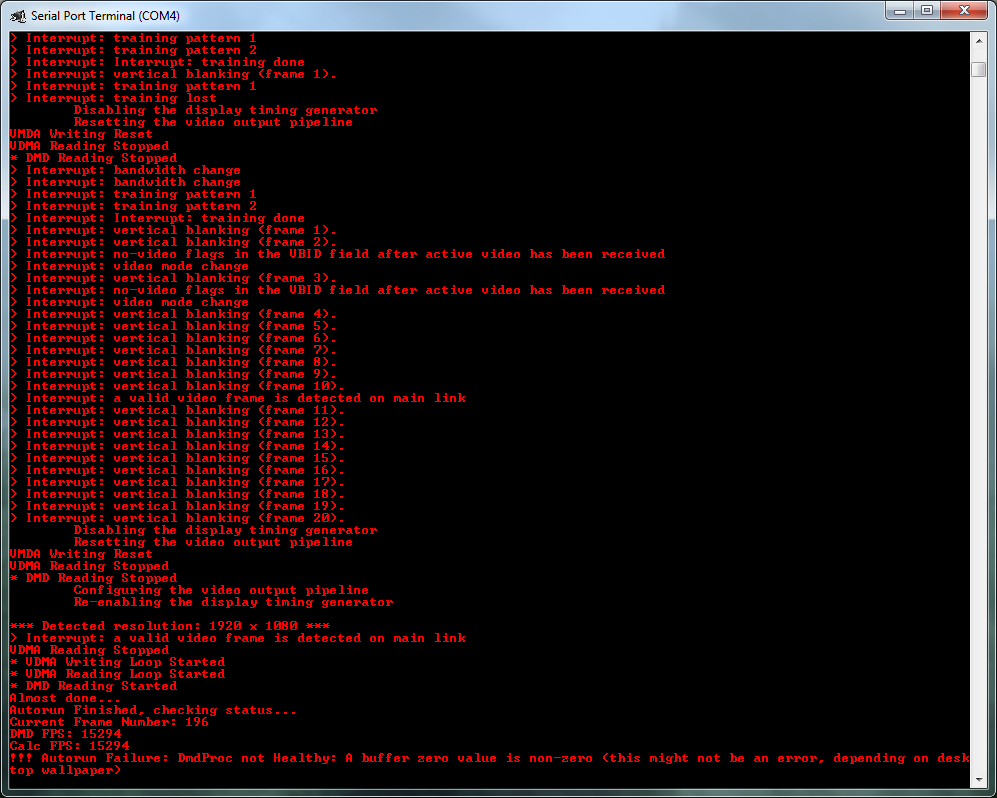 Serial Port Terminal (COM4)
> Interrupt: training pattern 1
> Interrupt: training pattern 2
> Interrupt: Interrupt: training done
> Interrupt: vertical blanking (frame 1).
> Interrupt: training pattern 1
> Interrupt: training lost
Disabling the display timing generator
Resetting the video output pipeline
VMDA Writing Reset
VDMA Reading Stopped
* DMD Reading Stopped
> Interrupt: bandwidth change
> Interrupt: bandwidth change
> Interrupt: training pattern 1
> Interrupt: training pattern 2
> Interrupt: Interrupt: training done
> Interrupt: vertical blanking (frame 1).
> Interrupt: vertical blanking (frame 2).
> Interrupt: no-video flags in the VBID field after active video has been received
> Interrupt: video mode change
> Interrupt: vertical blanking (frame 3).
> Interrupt: no-video flags in the VBID field after active video has been received
> Interrupt: video mode change
> Interrupt: vertical blanking (frame 4).
> Interrupt: vertical blanking (frame 5).
> Interrupt: vertical blanking (frame 6).
> Interrupt: vertical blanking (frame 7).
> Interrupt: vertical blanking (frame 8).
> Interrupt: vertical blanking (frame 9).
> Interrupt: vertical blanking (frame 10).
> Interrupt: a valid video frame is detected on main link
> Interrupt: vertical blanking (frame 11).
> Interrupt: vertical blanking (frame 12).
> Interrupt: vertical blanking (frame 13).
> Interrupt: vertical blanking (frame 14).
> Interrupt: vertical blanking (frame 15).
> Interrupt: vertical blanking (frame 16).
> Interrupt: vertical blanking (frame 17).
> Interrupt: vertical blanking (frame 18).
> Interrupt: vertical blanking (frame 19).
> Interrupt: vertical blanking (frame 20).
Disabling the display timing generator
Resetting the video output pipeline
VMDA Writing Reset
VDMA Reading Stopped
* DMD Reading Stopped
Configuring the video output pipeline
Re-enabling the display timing generator
*** Detected resolution: 1920 x 1080 ***
> Interrupt: a valid video frame is detected on main link
VDMA Reading Stopped
* VDMA Writing Loop Started
* VDMA Reading Loop Started
* DMD Reading Started
Almost done...
Autorun Finished, checking status...
Current Frame Number: 196
DMD FPS: 15294
Calc FPS: 15294
!!! Autorun Failure: DmdProc not Healthy: A buffer zero value is non-zero (this might not be an error, depending on desk
top wallpaper)